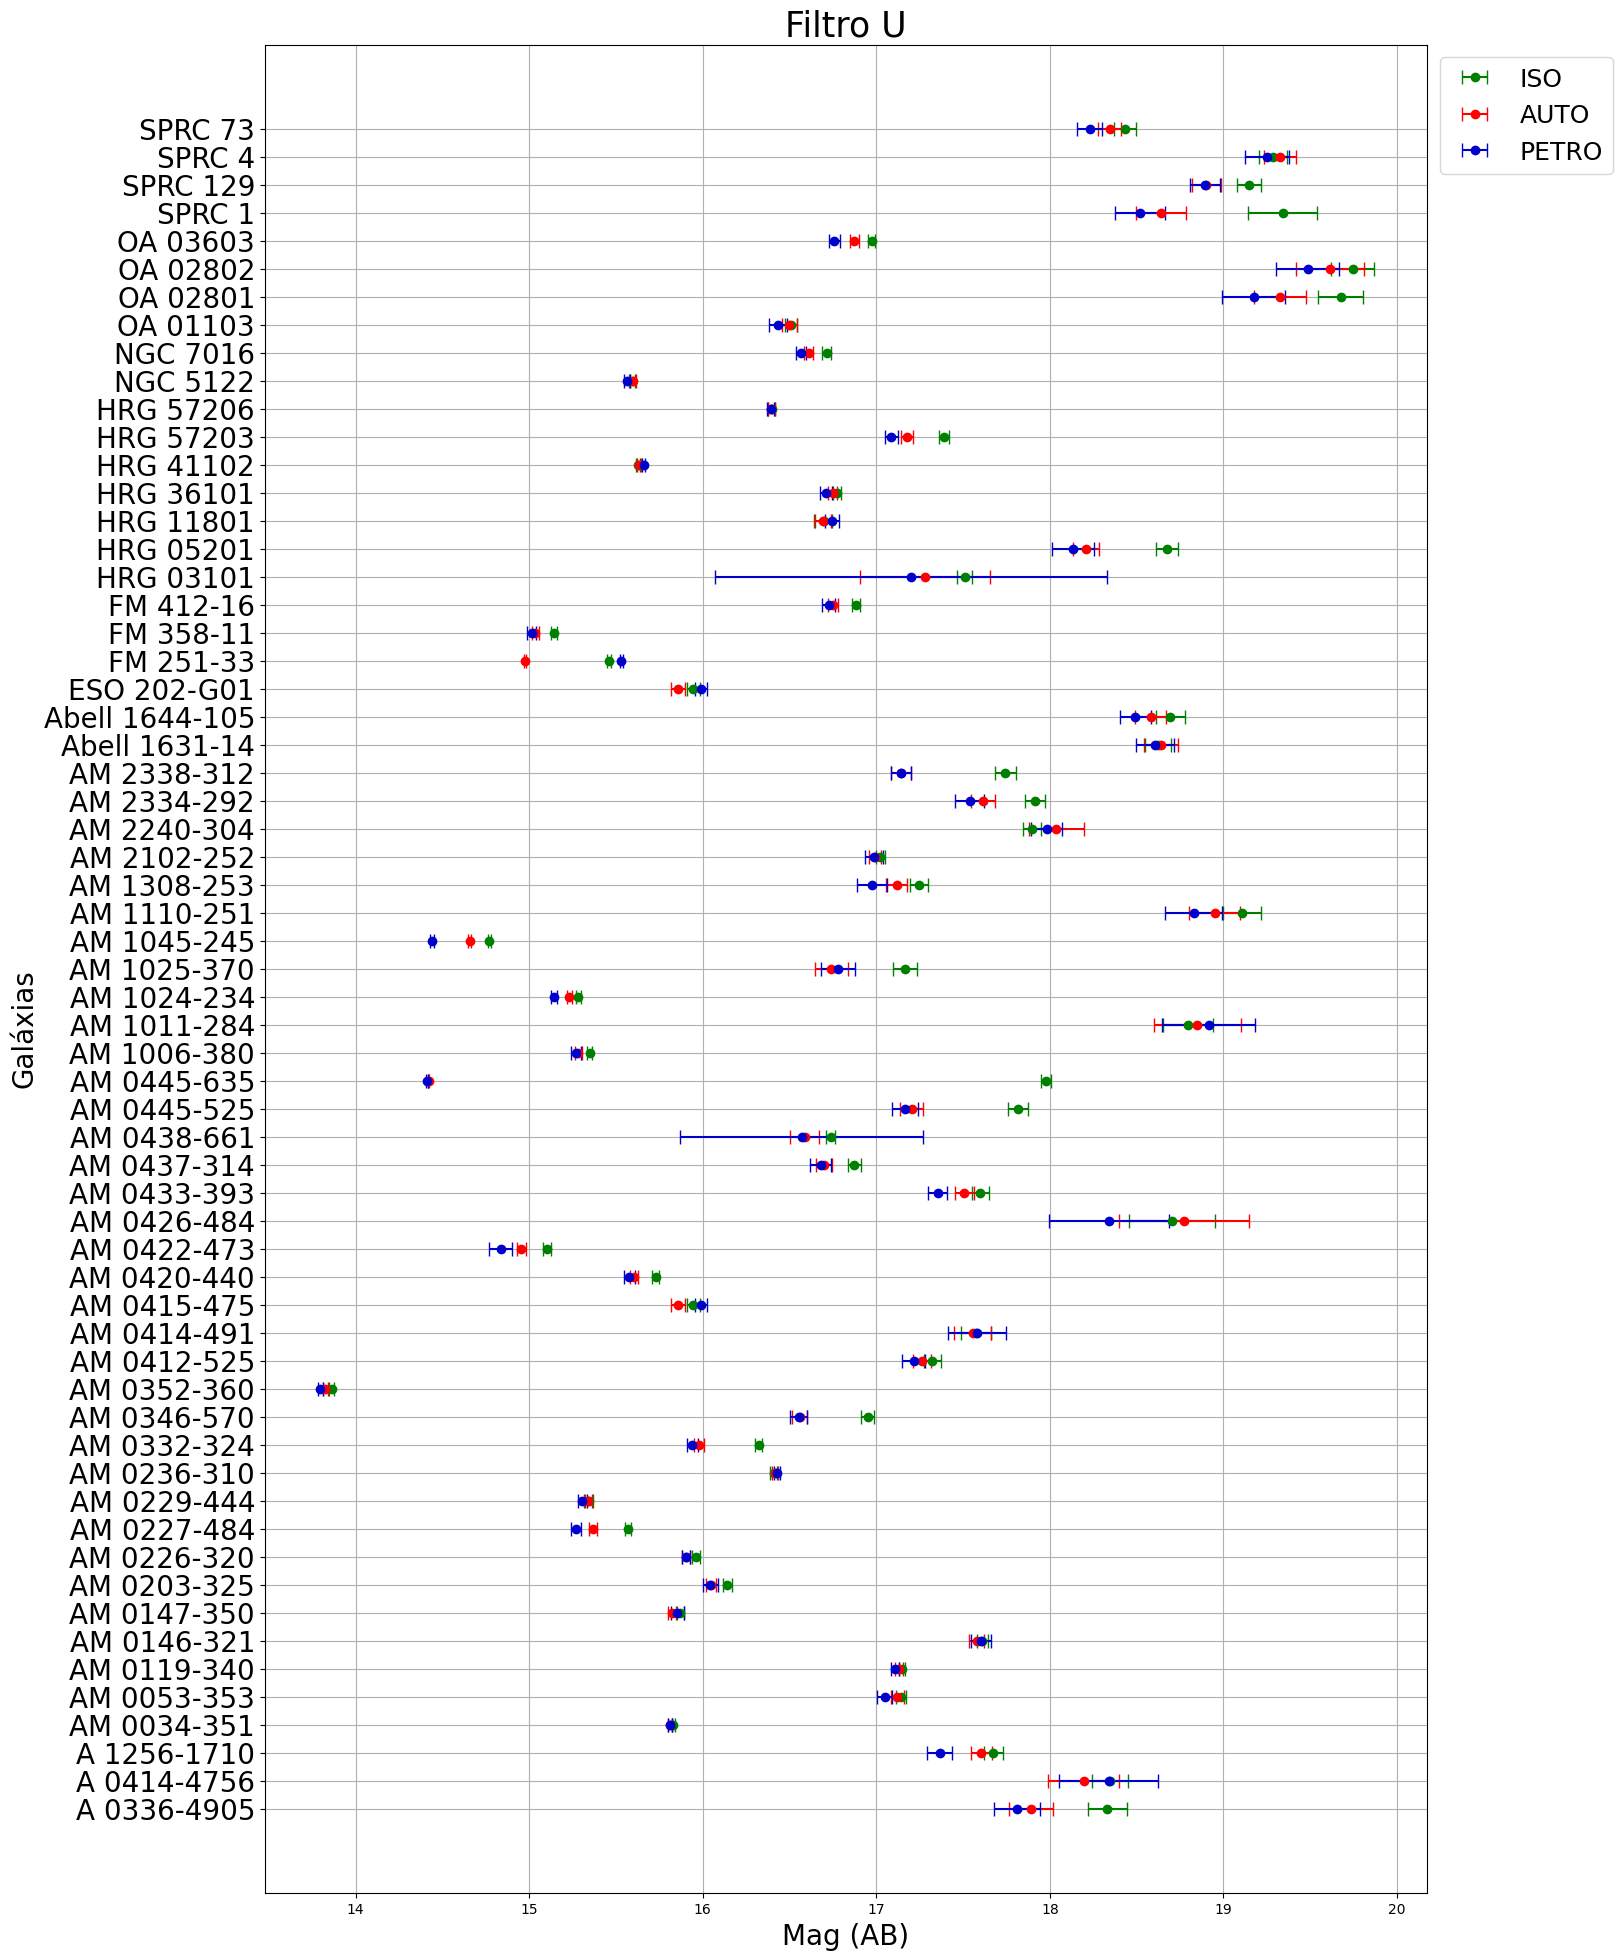 Filtro U
ISO
AUTO
PETRO
SPRC 73
SPRC 4
SPRC 129
SPRC 1
OA 03603
OA 02802
OA 02801
OA 01103
NGC 7016
NGC 5122
HRG 57206
HRG 57203
HRG 41102
HRG 36101
HRG 11801
HRG 05201
HRG 03101
FM 412-16
FM 358-11
FM 251-33
ESO 202-G01
Abell 1644-105
Abell 1631-14
AM 2338-312
AM 2334-292
AM 2240-304
AM 2102-252
AM 1308-253
AM 1110-251
AM 1045-245
AM 1025-370
AM 1024-234
AM 1011-284
AM 1006-380
AM 0445-635
AM 0445-525
AM 0438-661
AM 0437-314
AM 0433-393
AM 0426-484
AM 0422-473
AM 0420-440
AM 0415-475
AM 0414-491
AM 0412-525
AM 0352-360
AM 0346-570
AM 0332-324
AM 0236-310
AM 0229-444
AM 0227-484
AM 0226-320
AM 0203-325
AM 0147-350
AM 0146-321
AM 0119-340
AM 0053-353
AM 0034-351
A 1256-1710
A 0414-4756
A 0336-4905
Galáxias
14 15 16 17 18 19 20
Mag (AB)